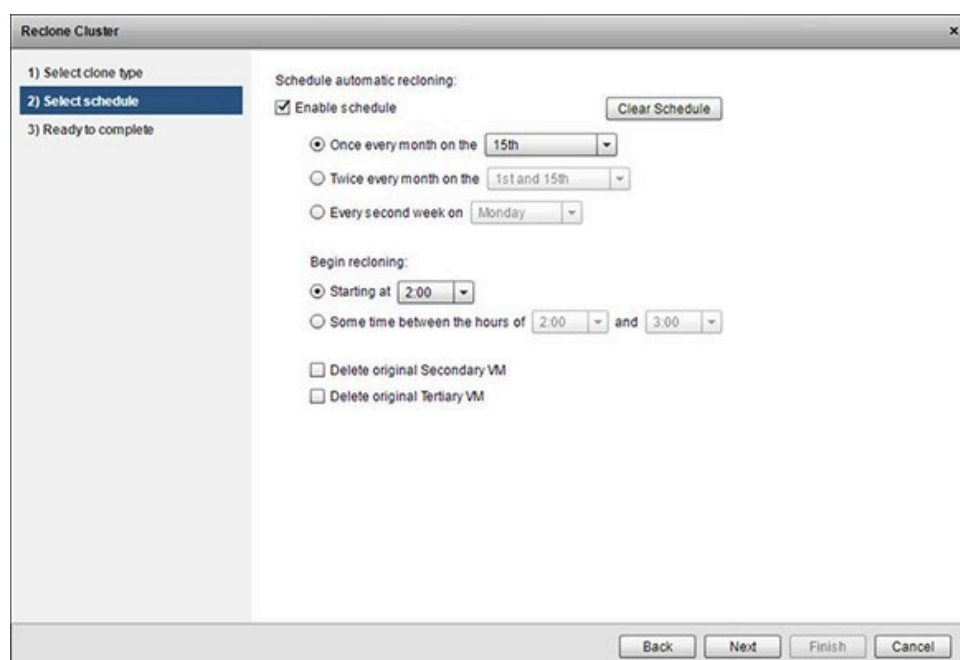 Reclone Cluster
1) Select clone type
2) Select schedule
3) Ready to complete
Schedule automatic recloning:
Enable schedule
Clear Schedule
Once every month on the 15th
Twice every month on the 1st and 15th
Every second week on Monday
Begin recloning:
Starting at 2:00
Some time between the hours of 2:00 and 3:00
Delete original Secondary VM
Delete original Tertiary VM
Back Next Finish Cancel